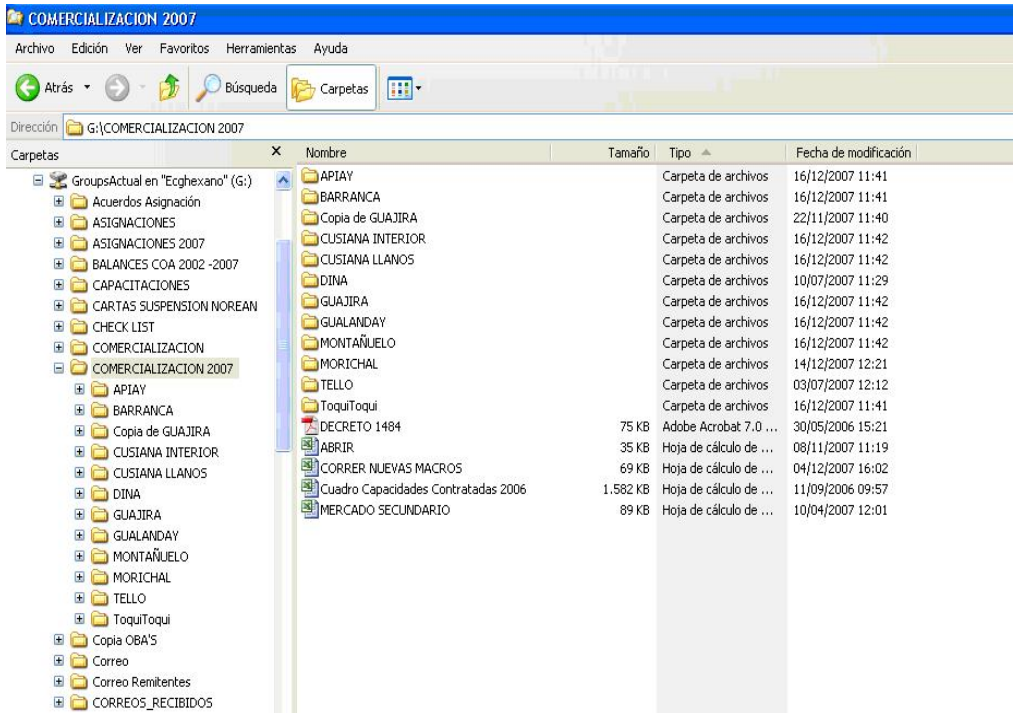 COMERCIALIZACION 2007
Archivo Edición Ver Favoritos Herramientas Ayuda
Atrás Búsqueda Carpetas
Dirección G:\COMERCIALIZACION 2007
Carpetas X
GroupsActual en "Ecghexano" (G:)
Acuerdos Asignación
ASIGNACIONES
ASIGNACIONES 2007
BALANCES COA 2002 -2007
CAPACITACIONES
CARTAS SUSPENSION NOREAN
CHECK LIST
COMERCIALIZACION
COMERCIALIZACION 2007
APIAY
BARRANCA
Copia de GUAJIRA
CUSIANA INTERIOR
CUSIANA LLANOS
DINA
GUAJIRA
GUALANDAY
MONTAÑUELO
MORICHAL
TELLO
ToquiToqui
Copia OBA'S
Correo
Correo Remitentes
CORREOS_RECIBIDOS
Nombre Tamaño Tipo Fecha de modificación
APIAY Carpeta de archivos 16/12/2007 11:41
BARRANCA Carpeta de archivos 16/12/2007 11:41
Copia de GUAJIRA Carpeta de archivos 22/11/2007 11:40
CUSIANA INTERIOR Carpeta de archivos 16/12/2007 11:42
CUSIANA LLANOS Carpeta de archivos 16/12/2007 11:42
DINA Carpeta de archivos 10/07/2007 11:29
GUAJIRA Carpeta de archivos 16/12/2007 11:42
GUALANDAY Carpeta de archivos 16/12/2007 11:42
MONTAÑUELO Carpeta de archivos 16/12/2007 11:42
MORICHAL Carpeta de archivos 14/12/2007 12:21
TELLO Carpeta de archivos 03/07/2007 12:12
ToquiToqui Carpeta de archivos 16/12/2007 11:41
DECRETO 1484 75 KB Adobe Acrobat 7.0 ... 30/05/2006 15:21
ABRIR 35 KB Hoja de cálculo de ... 08/11/2007 11:19
CORRER NUEVAS MACROS 69 KB Hoja de cálculo de ... 04/12/2007 16:02
Cuadro Capacidades Contratadas 2006 1.582 KB Hoja de cálculo de ... 11/09/2006 09:57
MERCADO SECUNDARIO 89 KB Hoja de cálculo de ... 10/04/2007 12:01